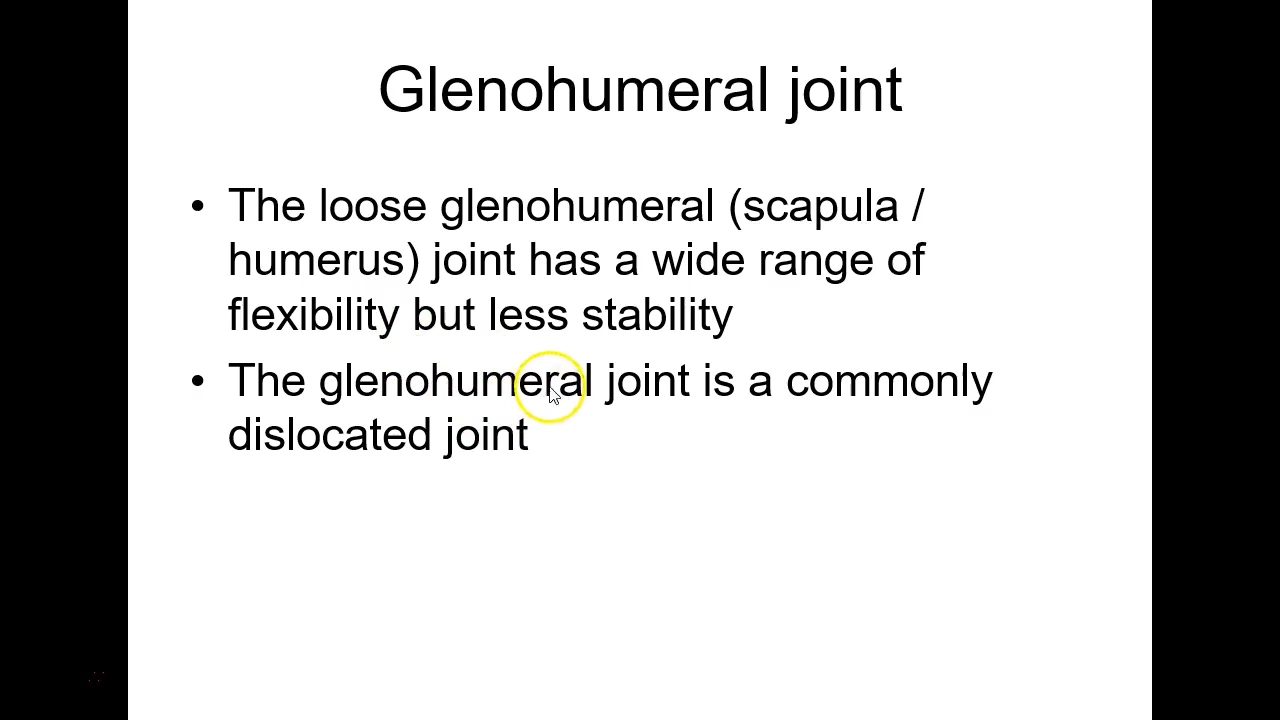 Glenohumeral joint
• The loose glenohumeral (scapula /
humerus) joint has a wide range of
flexibility but less stability
• The glenohumeral joint is a commonly
dislocated joint